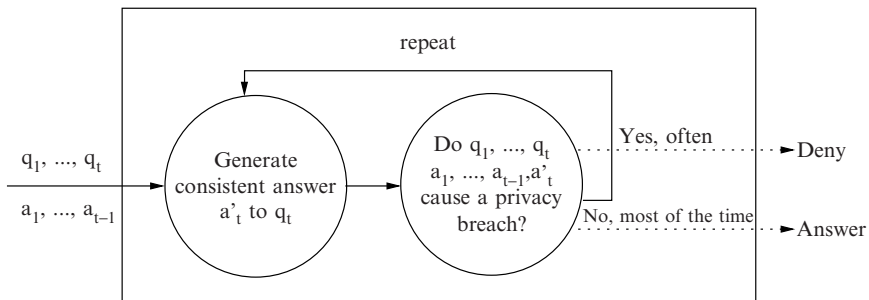 repeat
q₁, ..., qₜ
a₁, ..., aₜ₋₁
Generate
consistent answer
a'ₜ to qₜ
Do q₁, ..., qₜ
a₁, ..., aₜ₋₁,a'ₜ
cause a privacy
breach?
Yes, often
Deny
No, most of the time
Answer